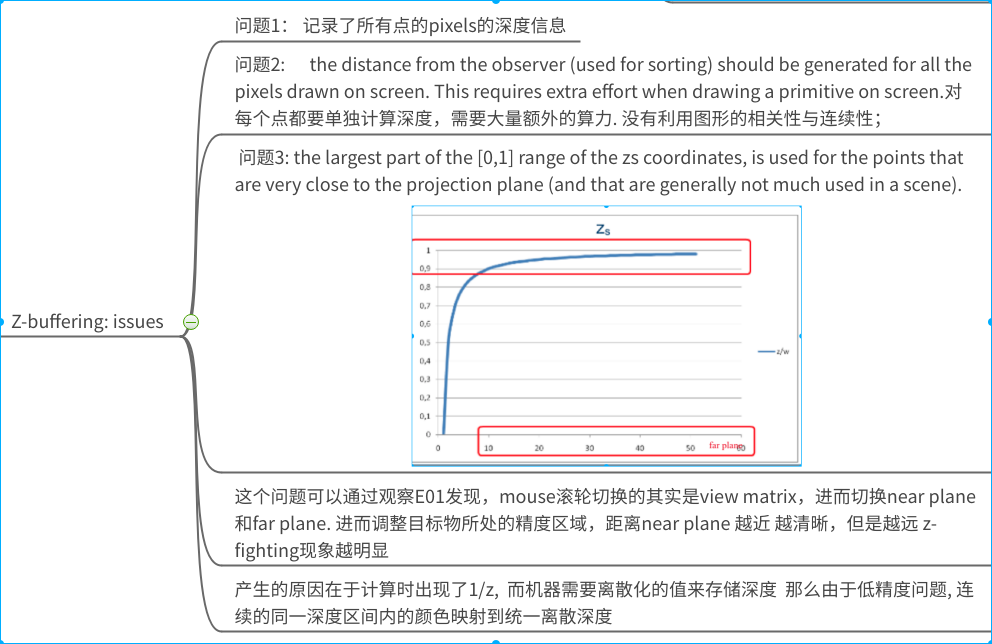 问题1： 记录了所有点的pixels的深度信息
问题2: the distance from the observer (used for sorting) should be generated for all the
pixels drawn on screen. This requires extra effort when drawing a primitive on screen.对
每个点都要单独计算深度，需要大量额外的算力. 没有利用图形的相关性与连续性；
问题3: the largest part of the [0,1] range of the zs coordinates, is used for the points that
are very close to the projection plane (and that are generally not much used in a scene).
Zs
1
0,9
0,8
0,7
0,6
0,5
0,4
0,3
0,2
0,1
0
z/w
0 10 20 30 40 50 60
far plane
Z-buffering: issues
这个问题可以通过观察E01发现，mouse滚轮切换的其实是view matrix，进而切换near plane
和far plane. 进而调整目标物所处的精度区域，距离near plane 越近 越清晰，但是越远 z-
fighting现象越明显
产生的原因在于计算时出现了1/z, 而机器需要离散化的值来存储深度 那么由于低精度问题, 连
续的同一深度区间内的颜色映射到统一离散深度